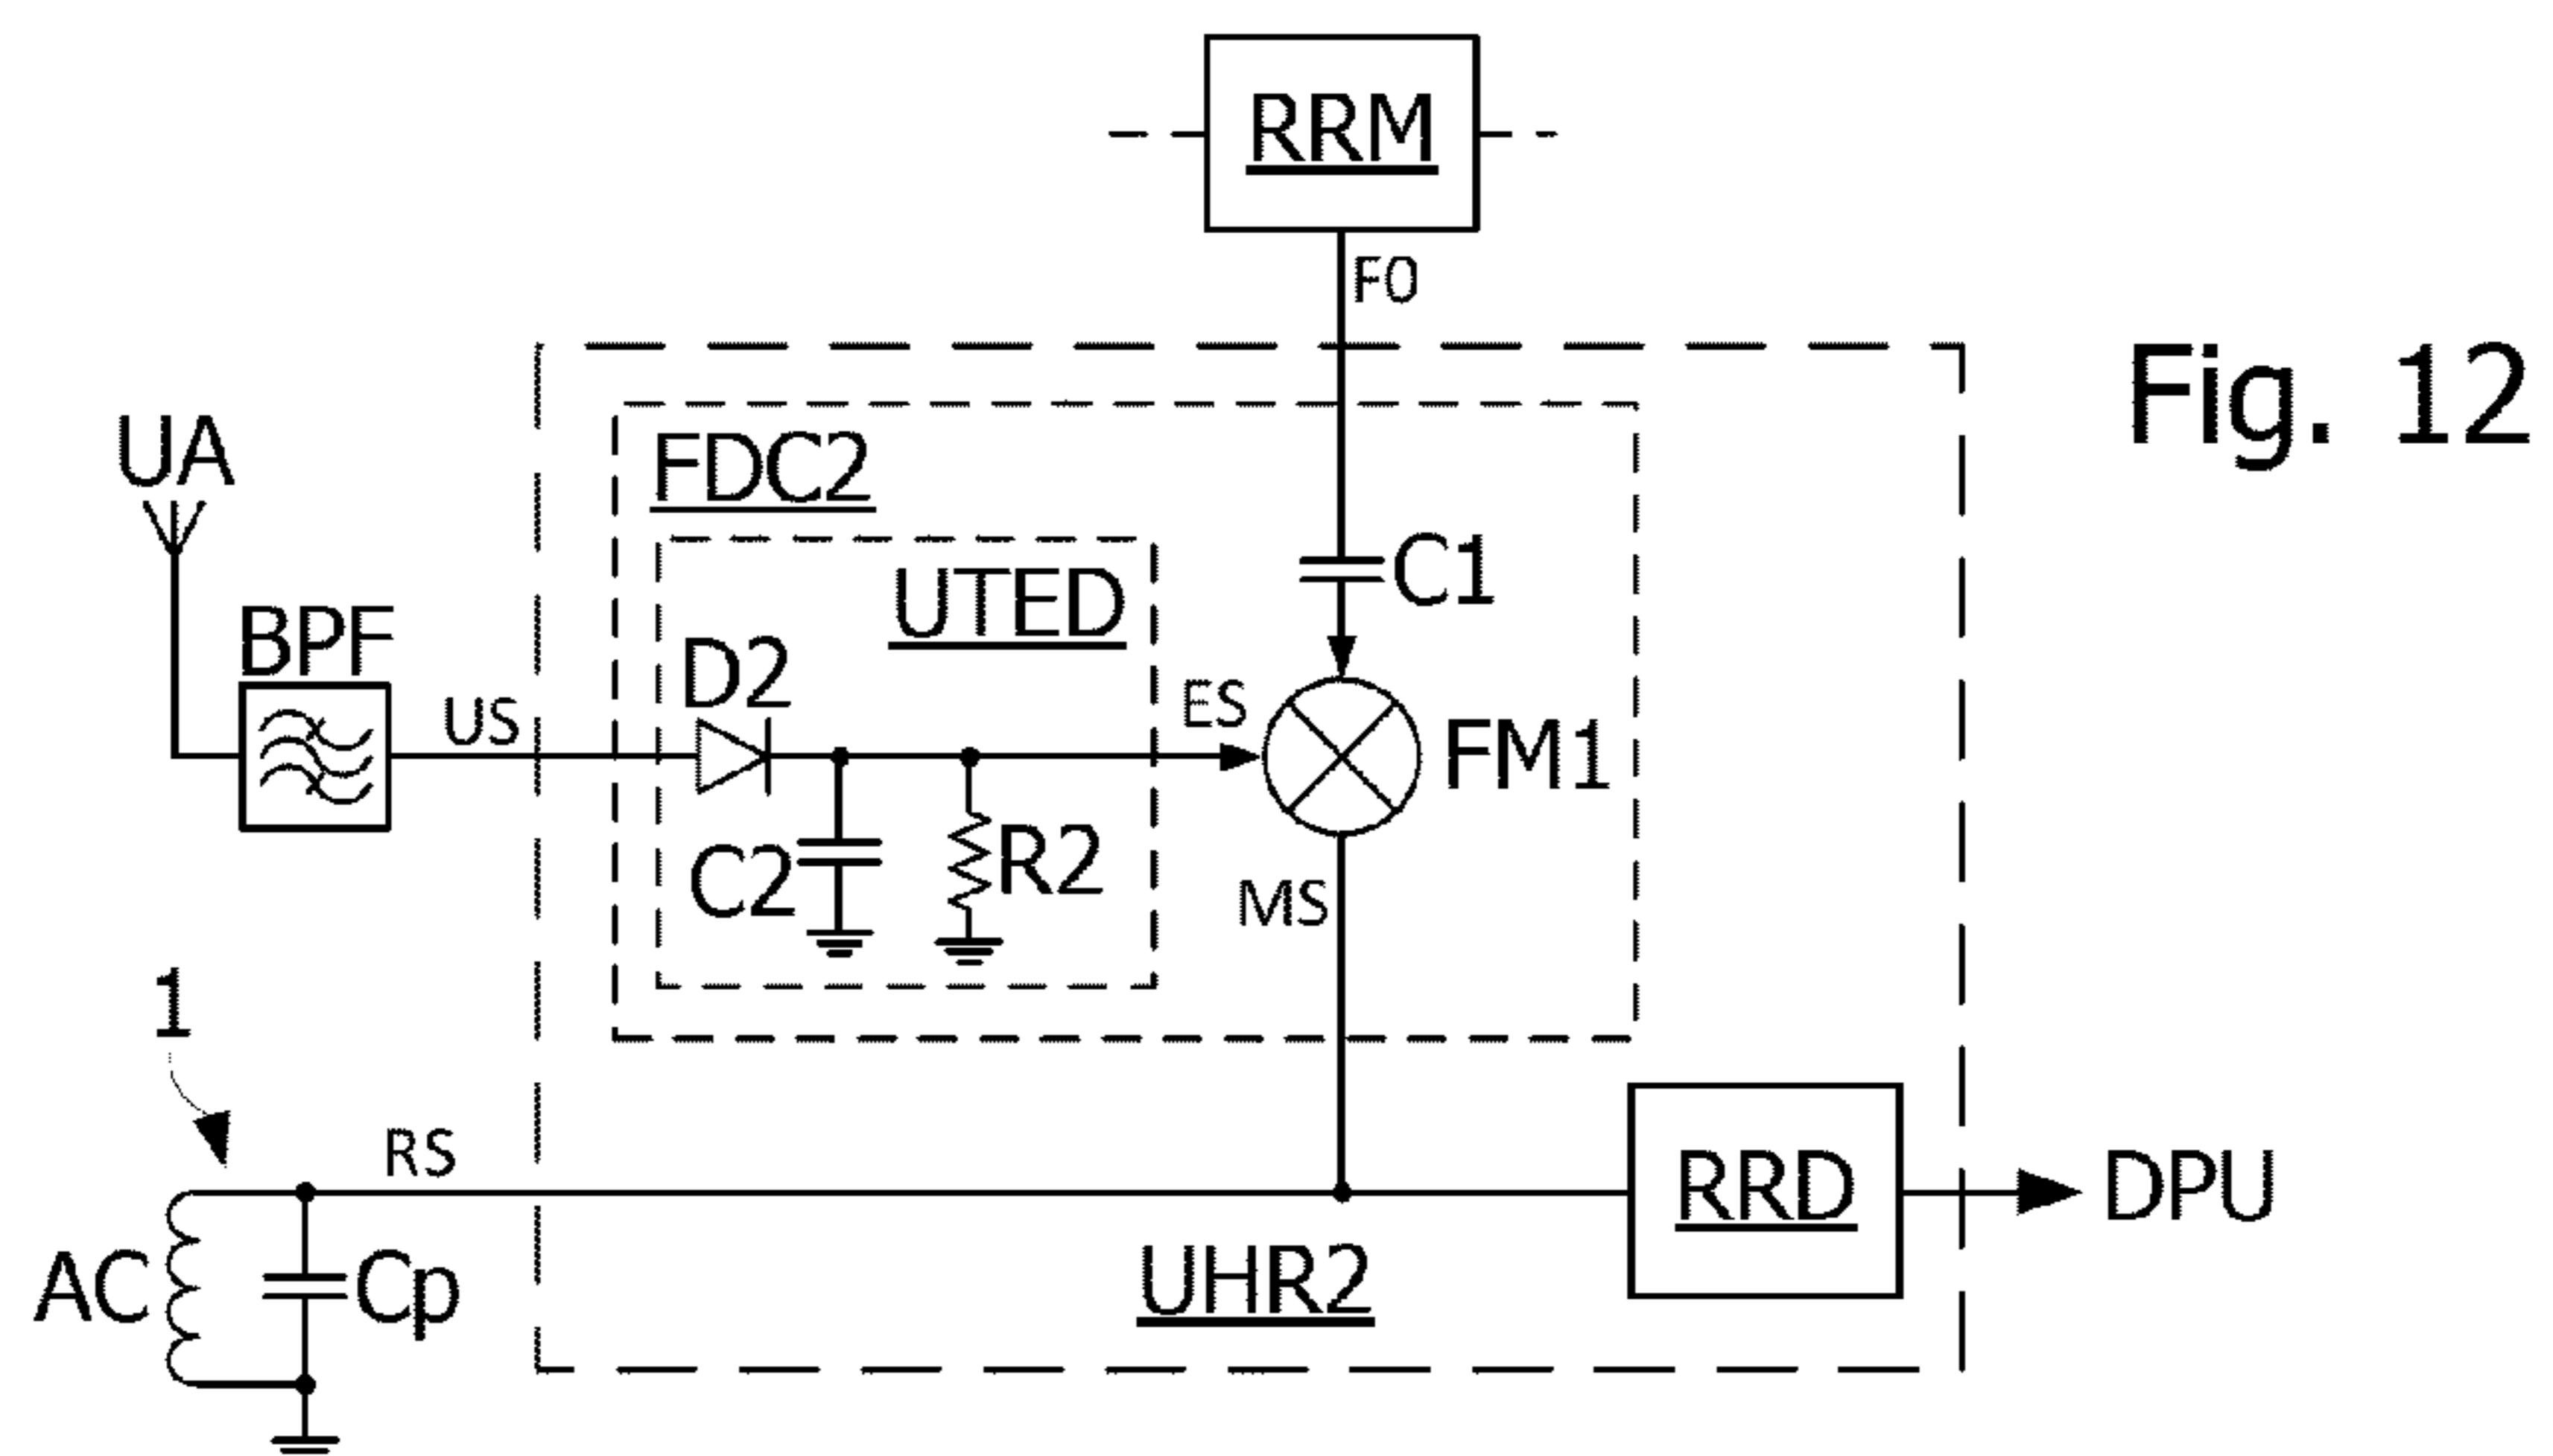 RRM
F0
Fig. 12
UA
FDC2
UTED
C1
BPF
US
D2
ES
FM1
C2
R2
MS
1
RS
RRD
DPU
AC
Cp
UHR2